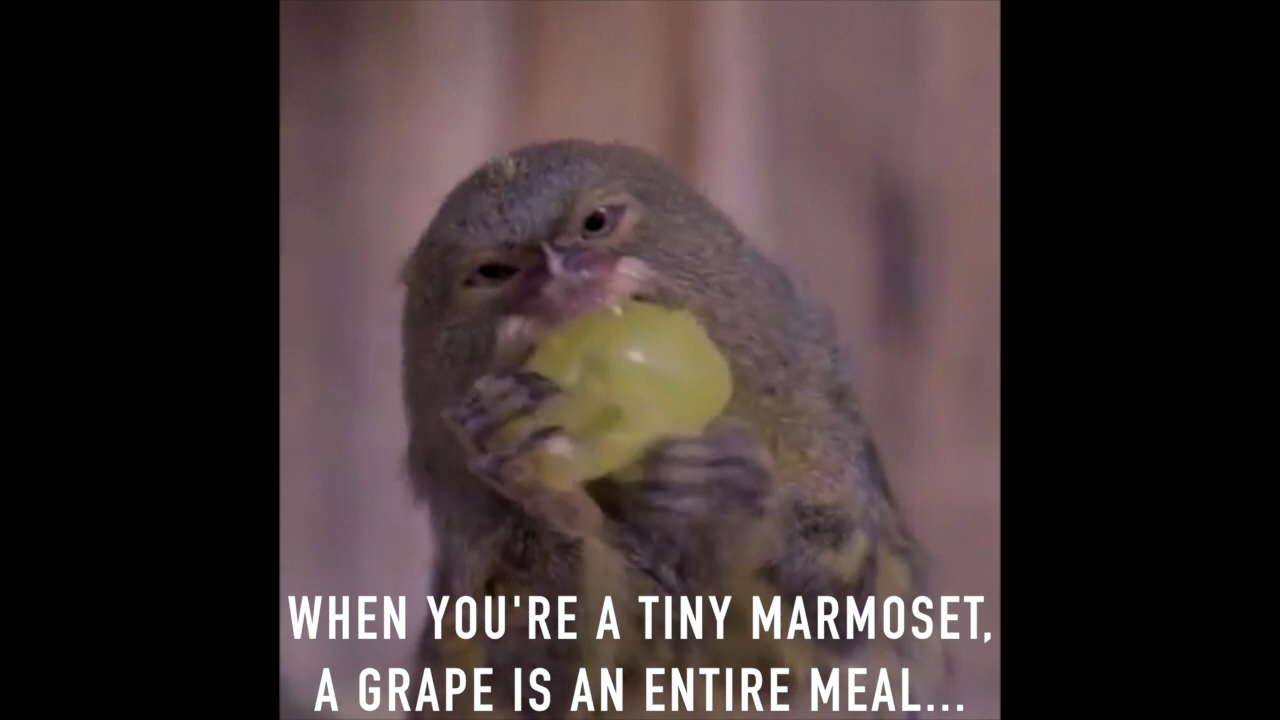 WHEN YOU'RE A TINY MARMOSET,
A GRAPE IS AN ENTIRE MEAL...